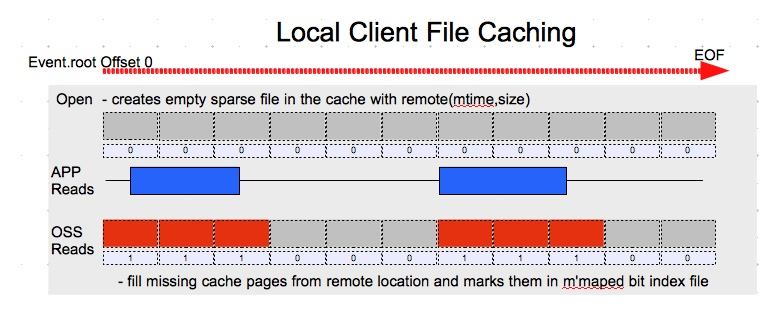 Local Client File Caching
EOF
Event.root Offset 0
Open - creates empty sparse file in the cache with remote(mtime,size)
0 0 0 0 0 0 0 0 0 0 0
APP
Reads
OSS
Reads
1 1 1 0 0 0 1 1 1 0 0
- fill missing cache pages from remote location and marks them in m'maped bit index file